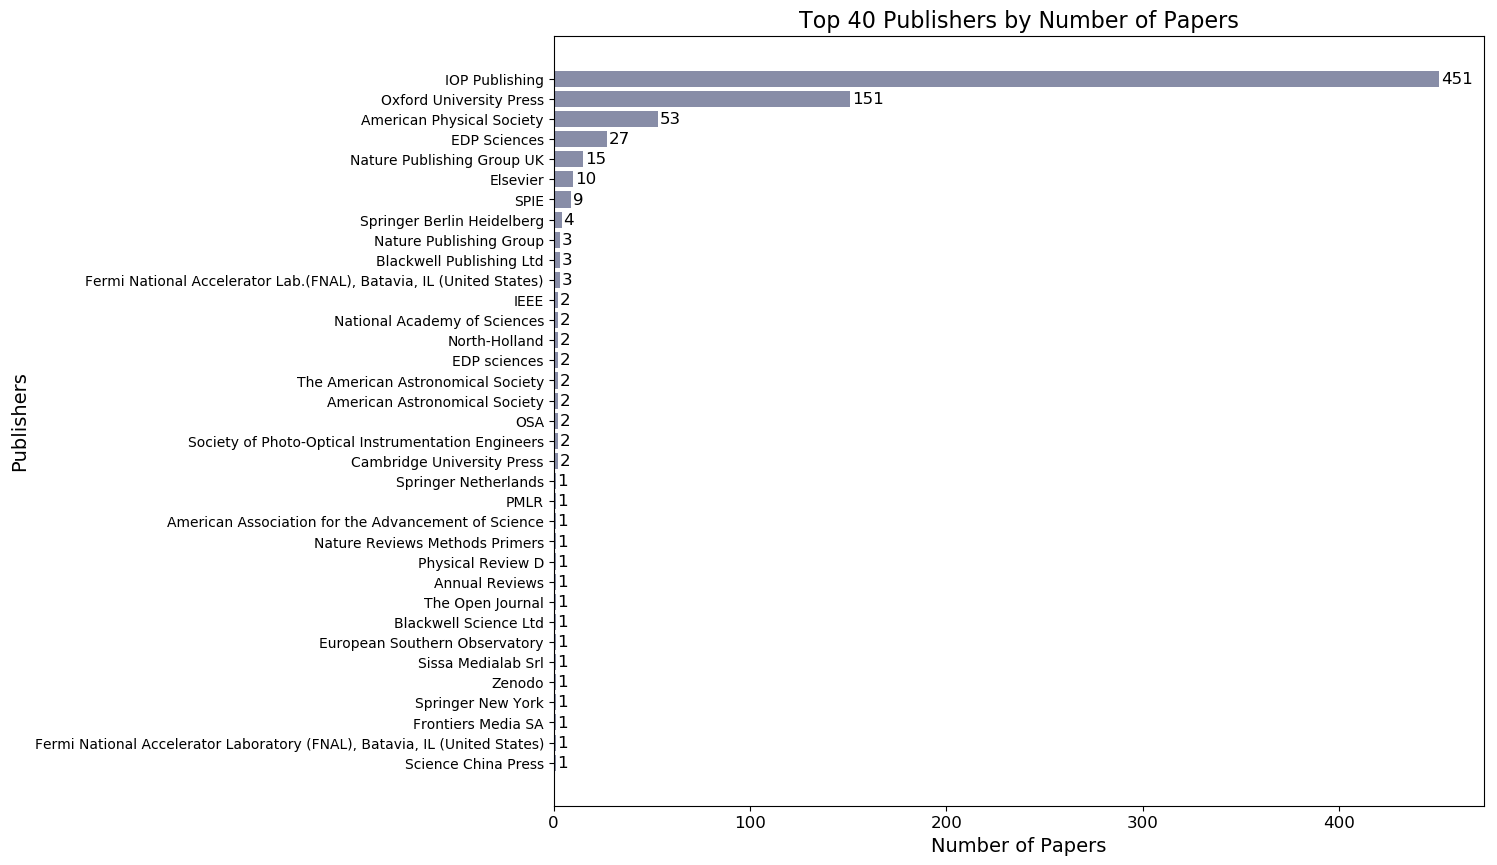 Top 40 Publishers by Number of Papers
IOP Publishing 451
Oxford University Press 151
American Physical Society 53
EDP Sciences 27
Nature Publishing Group UK 15
Elsevier 10
SPIE 9
Springer Berlin Heidelberg 4
Nature Publishing Group 3
Blackwell Publishing Ltd 3
Fermi National Accelerator Lab.(FNAL), Batavia, IL (United States) 3
IEEE 2
National Academy of Sciences 2
North-Holland 2
EDP sciences 2
The American Astronomical Society 2
American Astronomical Society 2
OSA 2
Society of Photo-Optical Instrumentation Engineers 2
Cambridge University Press 2
Springer Netherlands 1
PMLR 1
American Association for the Advancement of Science 1
Nature Reviews Methods Primers 1
Physical Review D 1
Annual Reviews 1
The Open Journal 1
Blackwell Science Ltd 1
European Southern Observatory 1
Sissa Medialab Srl 1
Zenodo 1
Springer New York 1
Frontiers Media SA 1
Fermi National Accelerator Laboratory (FNAL), Batavia, IL (United States) 1
Science China Press 1
Publishers
0 100 200 300 400
Number of Papers